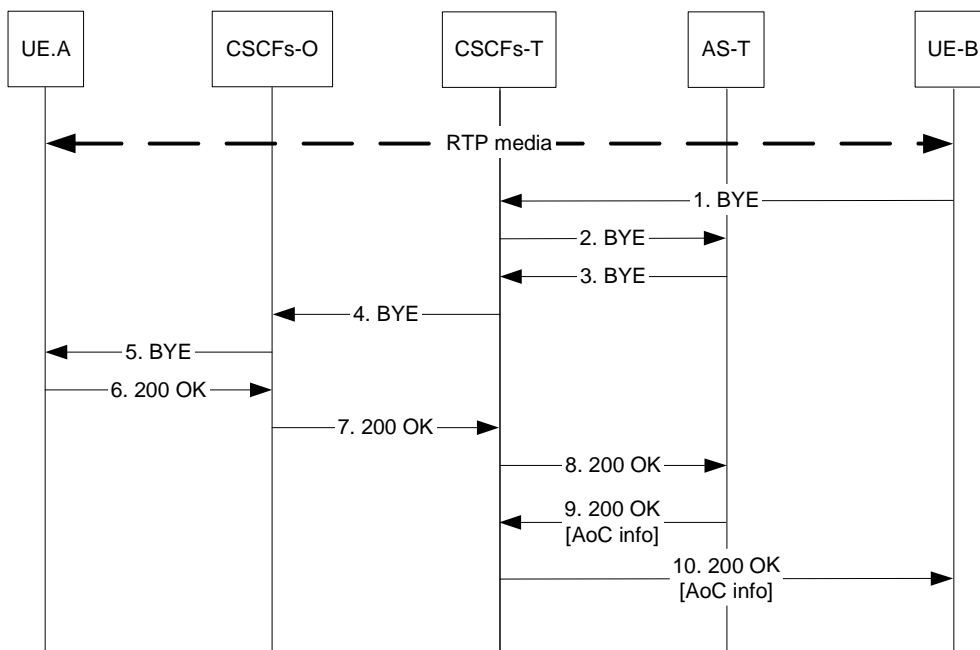 UE.A
CSCFs-O
CSCFs-T
AS-T
UE-B
RTP media
1. BYE
2. BYE
3. BYE
4. BYE
5. BYE
6. 200 OK
7. 200 OK
8. 200 OK
9. 200 OK
[AoC info]
10. 200 OK
[AoC info]